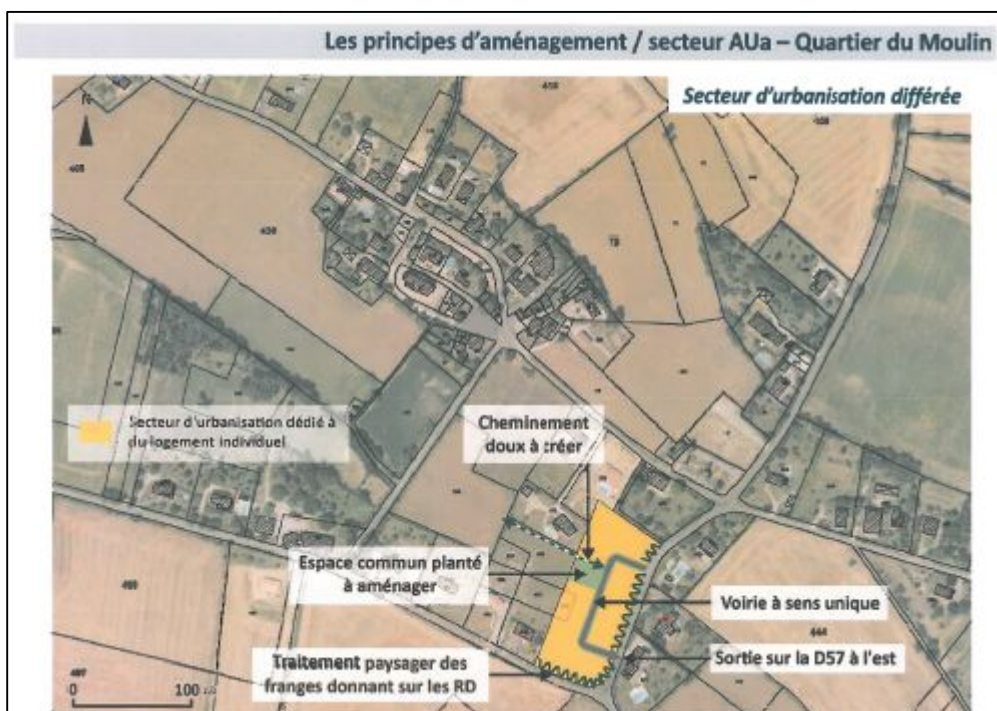 Les principes d'aménagement / secteur AUa – Quartier du Moulin
Secteur d'urbanisation différée
Secteur d'urbanisation dédié à
du logement individuel
Cheminement
doux à créer
Espace commun planté
à aménager
Voirie à sens unique
Sortie sur la D57 à l'est
Traitement paysager des
franges donnant sur les RD
444
0 100